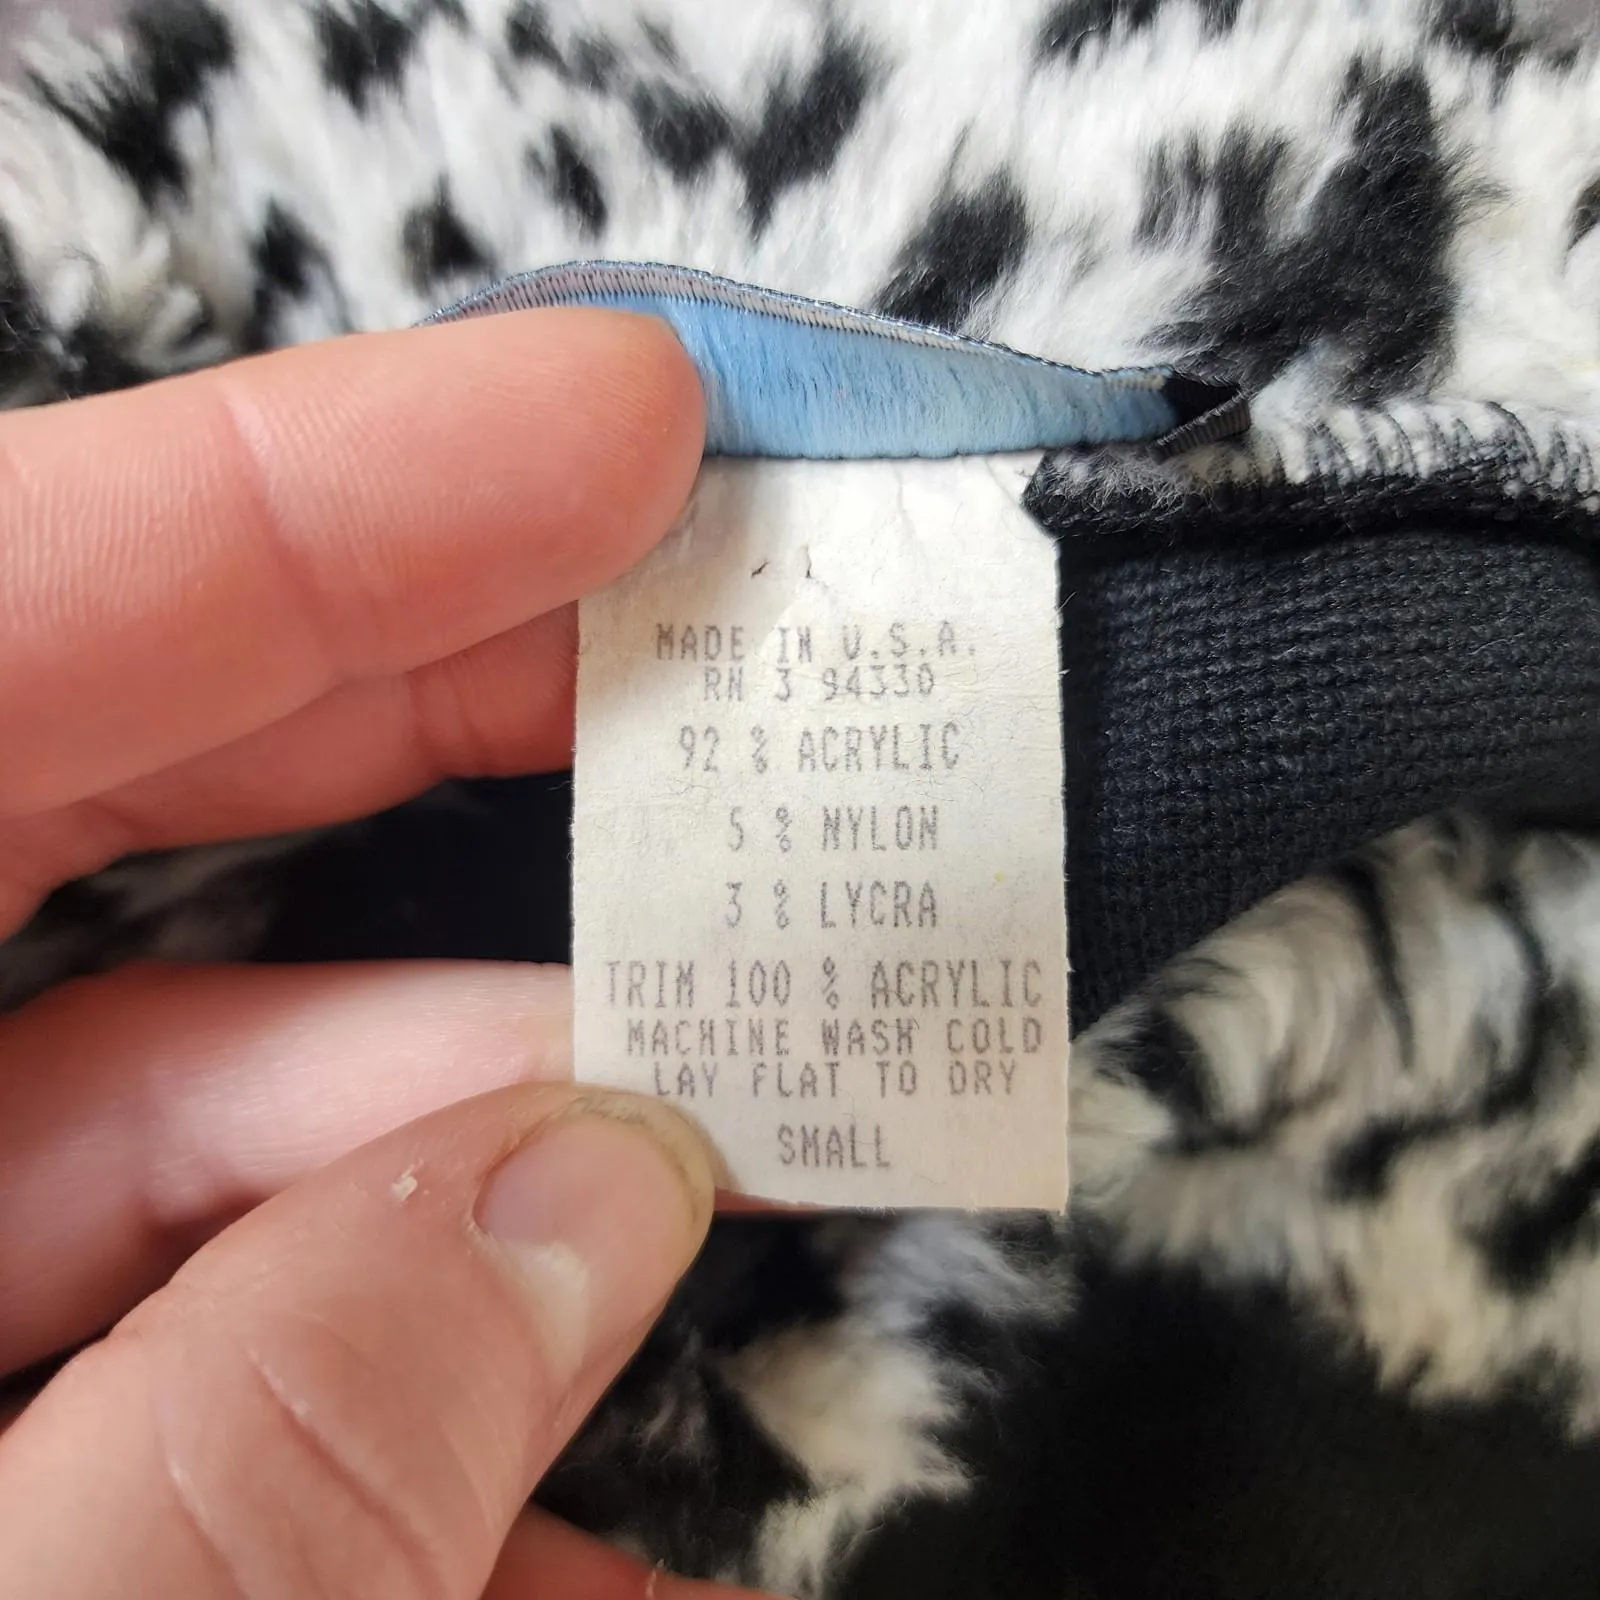 MADE IN U.S.A.
RN 3 94330
92 % ACRYLIC
5 % NYLON
3 % LYCRA
TRIM 100 % ACRYLIC
MACHINE WASH COLD
LAY FLAT TO DRY
SMALL